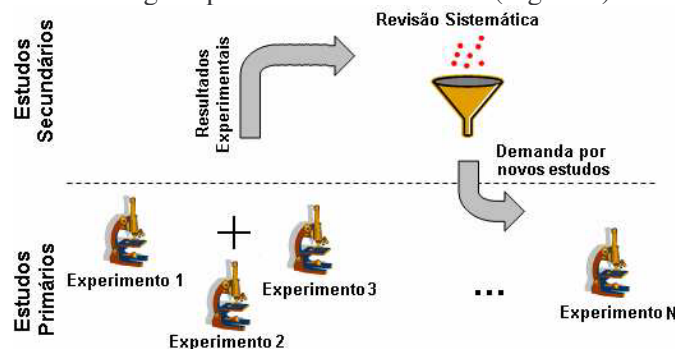 Revisão Sistemática
Estudos
Secundários
Resultados
Experimentais
Demanda por
novos estudos
Estudos
Primários
Experimento 1
+
Experimento 2
Experimento 3
...
Experimento N